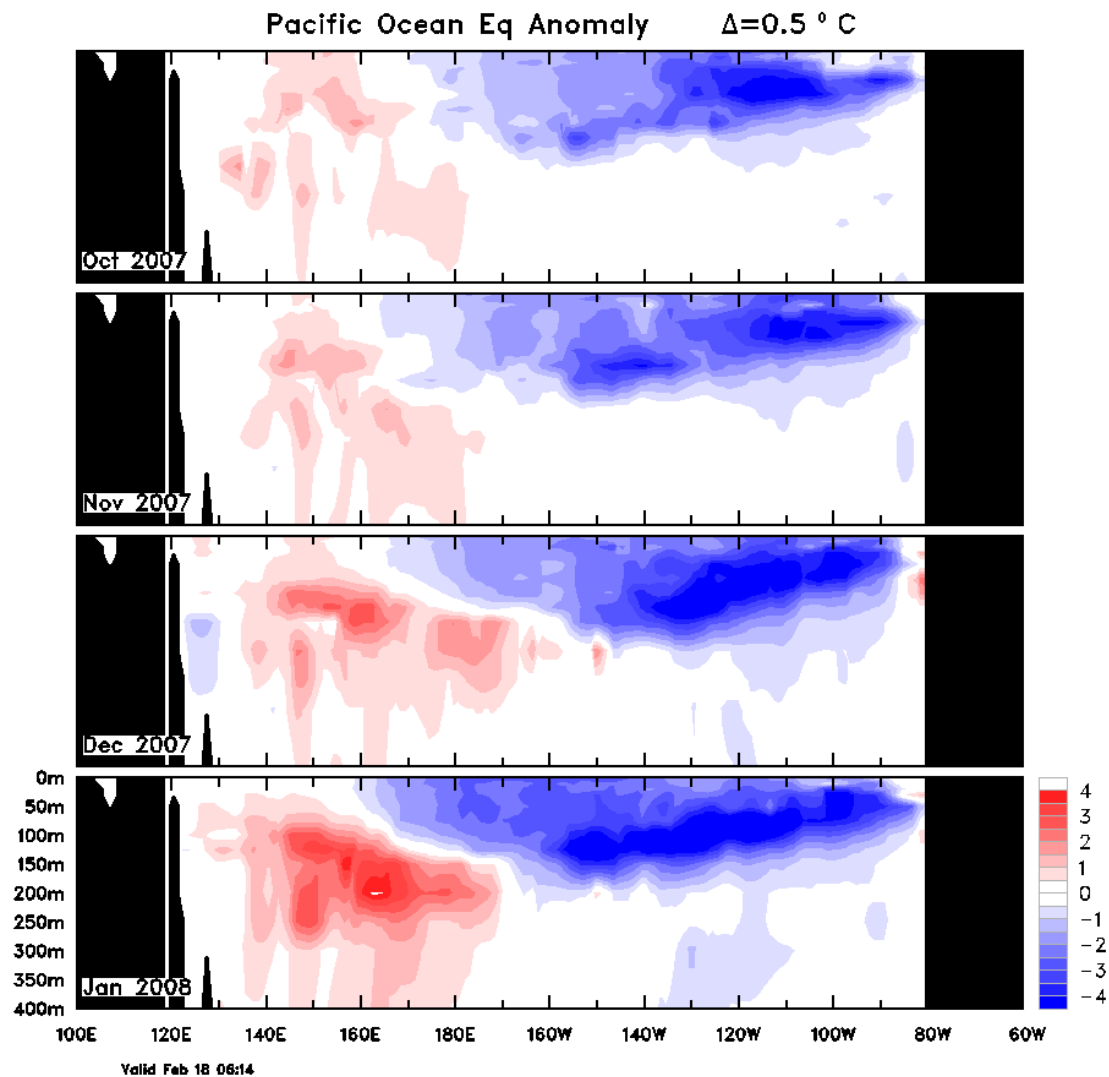 Pacific Ocean Eq Anomaly Δ=0.5 ° C
Oct 2007
Nov 2007
Dec 2007
0m
50m
100m
150m
200m
250m
300m
350m
400m
Jan 2008
4
3
2
1
0
-1
-2
-3
-4
100E 120E 140E 160E 180E 160W 140W 120W 100W 80W 60W
Valid Feb 18 06:14